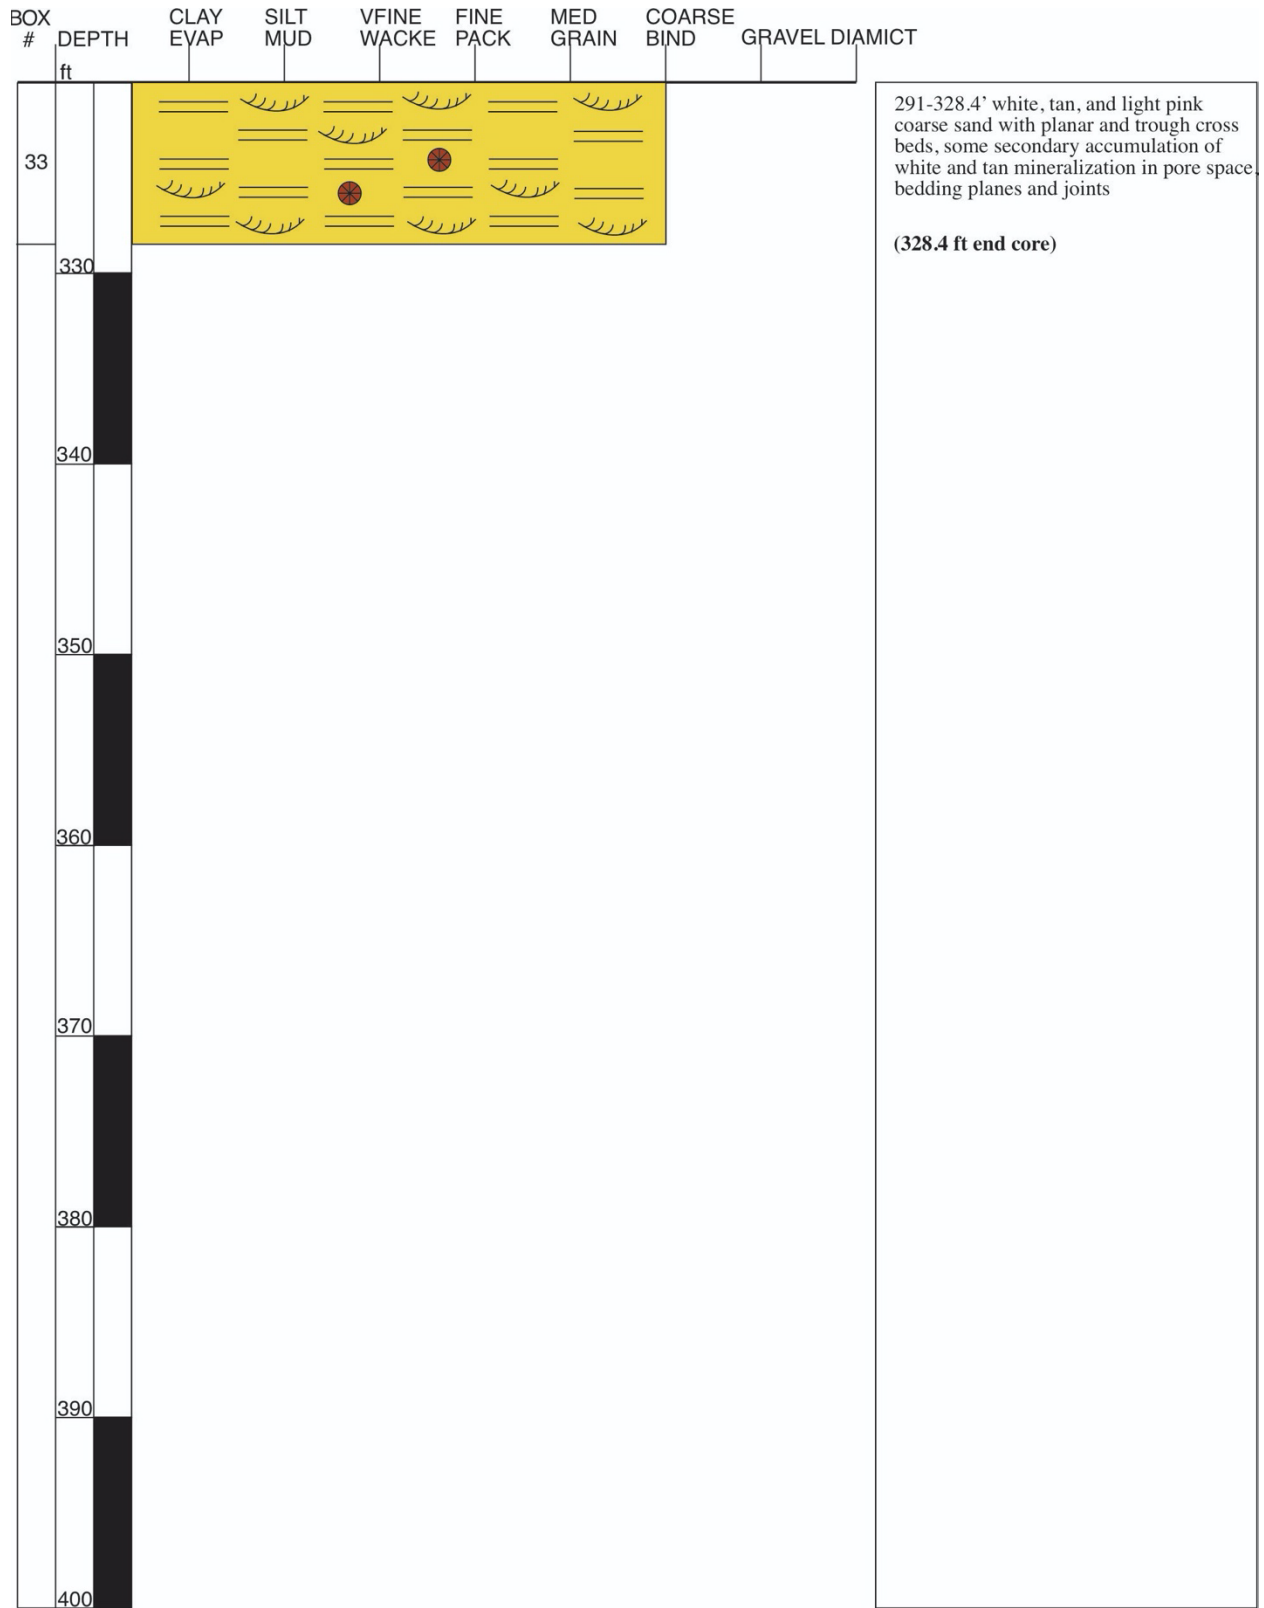 BOX
#
DEPTH
CLAY
EVAP
SILT
MUD
VFINE
WACKE
FINE
PACK
MED
GRAIN
COARSE
BIND
GRAVEL
DIAMICT
ft
33
330
340
350
360
370
380
390
400
291-328.4’ white, tan, and light pink
coarse sand with planar and trough cross
beds, some secondary accumulation of
white and tan mineralization in pore space,
bedding planes and joints
(328.4 ft end core)